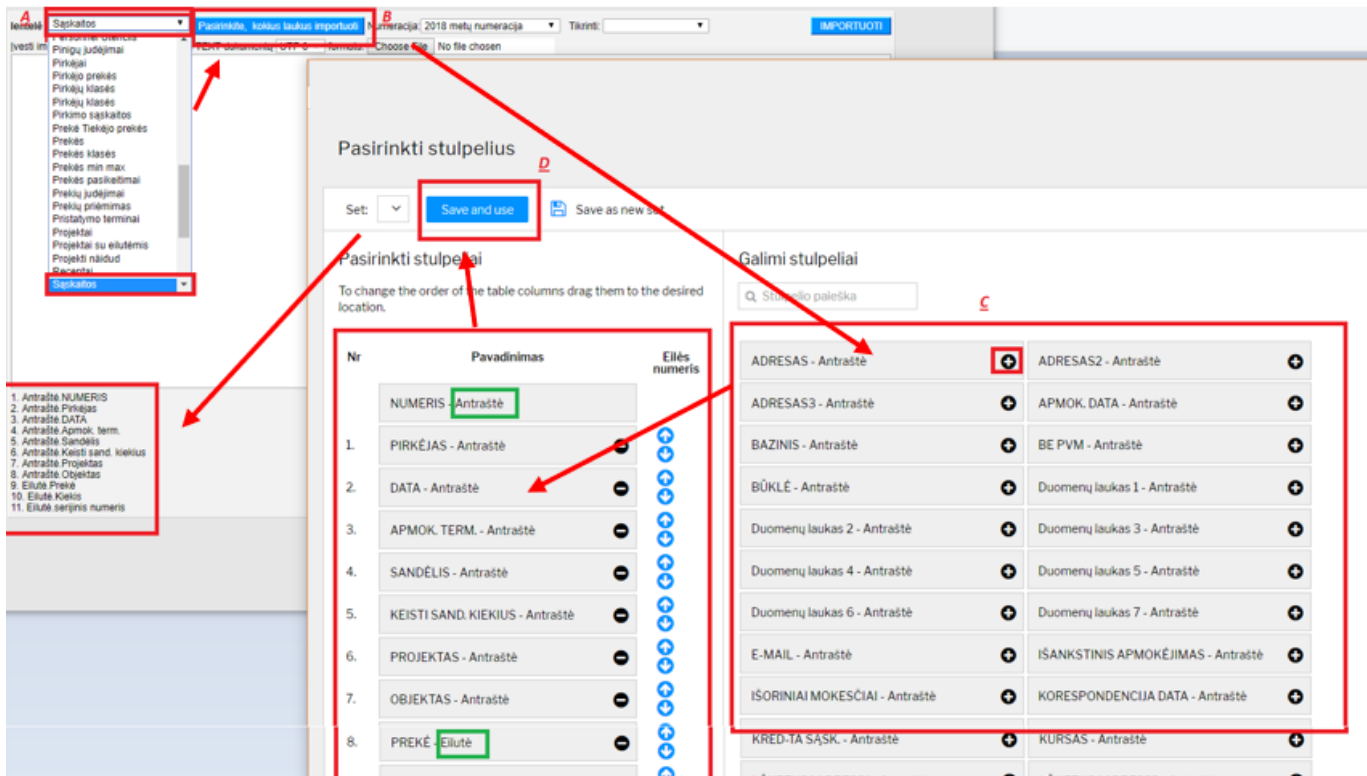 A
B
lentelė Sąskaitos Pasirinkite, kokius laukus importuoti Numeracija: 2018 metų numeracija Tikrinti: IMPORTUOTI
Įvesti im TEXT dokumentą UTF-8 formatu: Choose File No file chosen
Personnel Utensils
Pinigų judėjimai
Pirkėjai
Pirkėjo prekės
Pirkėjų klasės
Pirkėjų klasės
Pirkimo sąskaitos
Prekė Tiekėjo prekės
Prekės
Prekės klasės
Prekės min max
Prekės pasikeitimai
Prekių judėjimai
Prekių priėmimas
Pristatymo terminai
Projektai
Projektai su eilutėmis
Projekti näidud
Receptai
Sąskaitos
1. Antraštė.NUMERIS
2. Antraštė.Pirkėjas
3. Antraštė.DATA
4. Antraštė.Apmok. term.
5. Antraštė.Sandėlis
6. Antraštė.Keisti sand. kiekius
7. Antraštė.Projektas
8. Antraštė.Objektas
9. Eilutė.Prekė
10. Eilutė.Kiekis
11. Eilutė.serijinis numeris
Pasirinkti stulpelius
D
Set: Save and use Save as new set
Pasirinkti stulpeliai
To change the order of the table columns drag them to the desired
location.
Nr Pavadinimas Eilės
numeris
NUMERIS - Antraštė
1. PIRKĖJAS - Antraštė
2. DATA - Antraštė
3. APMOK. TERM. - Antraštė
4. SANDĖLIS - Antraštė
5. KEISTI SAND. KIEKIUS - Antraštė
6. PROJEKTAS - Antraštė
7. OBJEKTAS - Antraštė
8. PREKĖ - Eilutė
Galimi stulpeliai
Stulpelio paieška
C
ADRESAS - Antraštė ADRESAS2 - Antraštė
ADRESAS3 - Antraštė APMOK. DATA - Antraštė
BAZINIS - Antraštė BE PVM - Antraštė
BŪKLĖ - Antraštė Duomenų laukas 1 - Antraštė
Duomenų laukas 2 - Antraštė Duomenų laukas 3 - Antraštė
Duomenų laukas 4 - Antraštė Duomenų laukas 5 - Antraštė
Duomenų laukas 6 - Antraštė Duomenų laukas 7 - Antraštė
E-MAIL - Antraštė IŠANKSTINIS APMOKĖJIMAS - Antraštė
IŠORINIAI MOKESČIAI - Antraštė KORESPONDENCIJA DATA - Antraštė
KRED-TA SĄSK. - Antraštė KURSAS - Antraštė